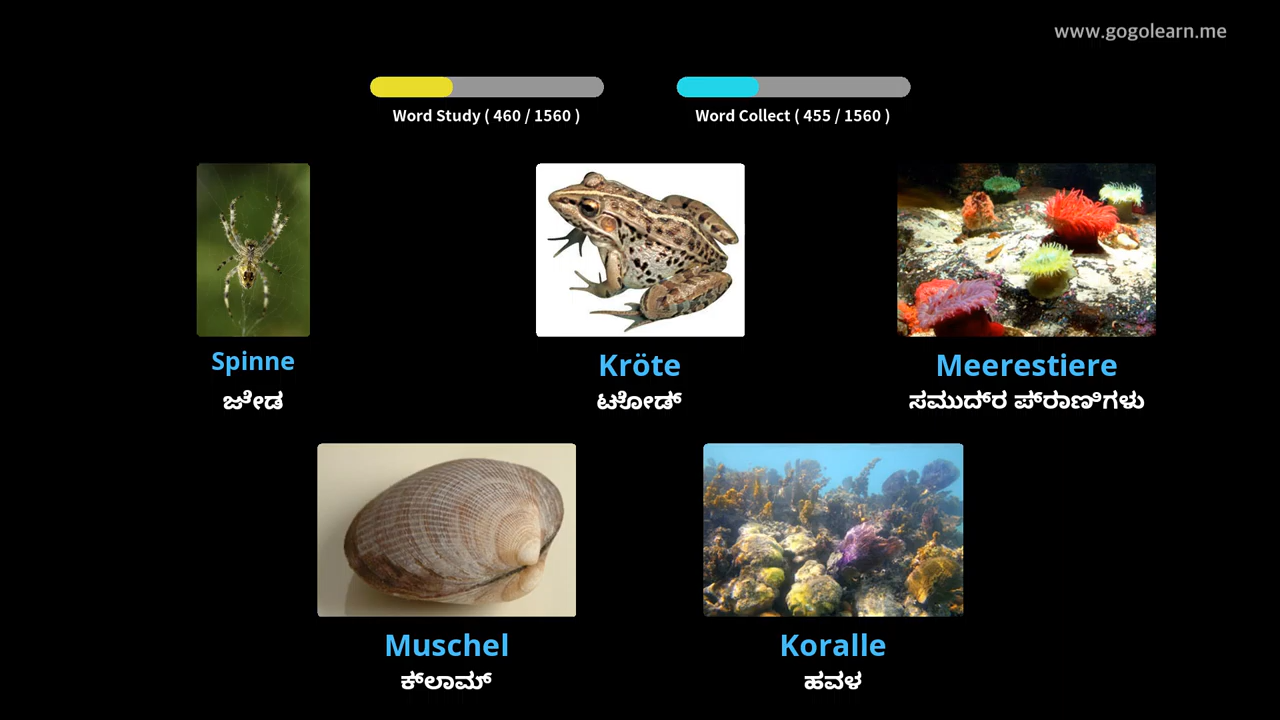 www.gogolearn.me
Word Study ( 460 / 1560 )
Word Collect ( 455 / 1560 )
Spinne
ಜೇಡ
Kröte
ಟೋಡ್
Meerestiere
ಸಮುದ್ರ ಪ್ರಾಣಿಗಳು
Muschel
ಕ್ಲಾಮ್
Koralle
ಹವಳ